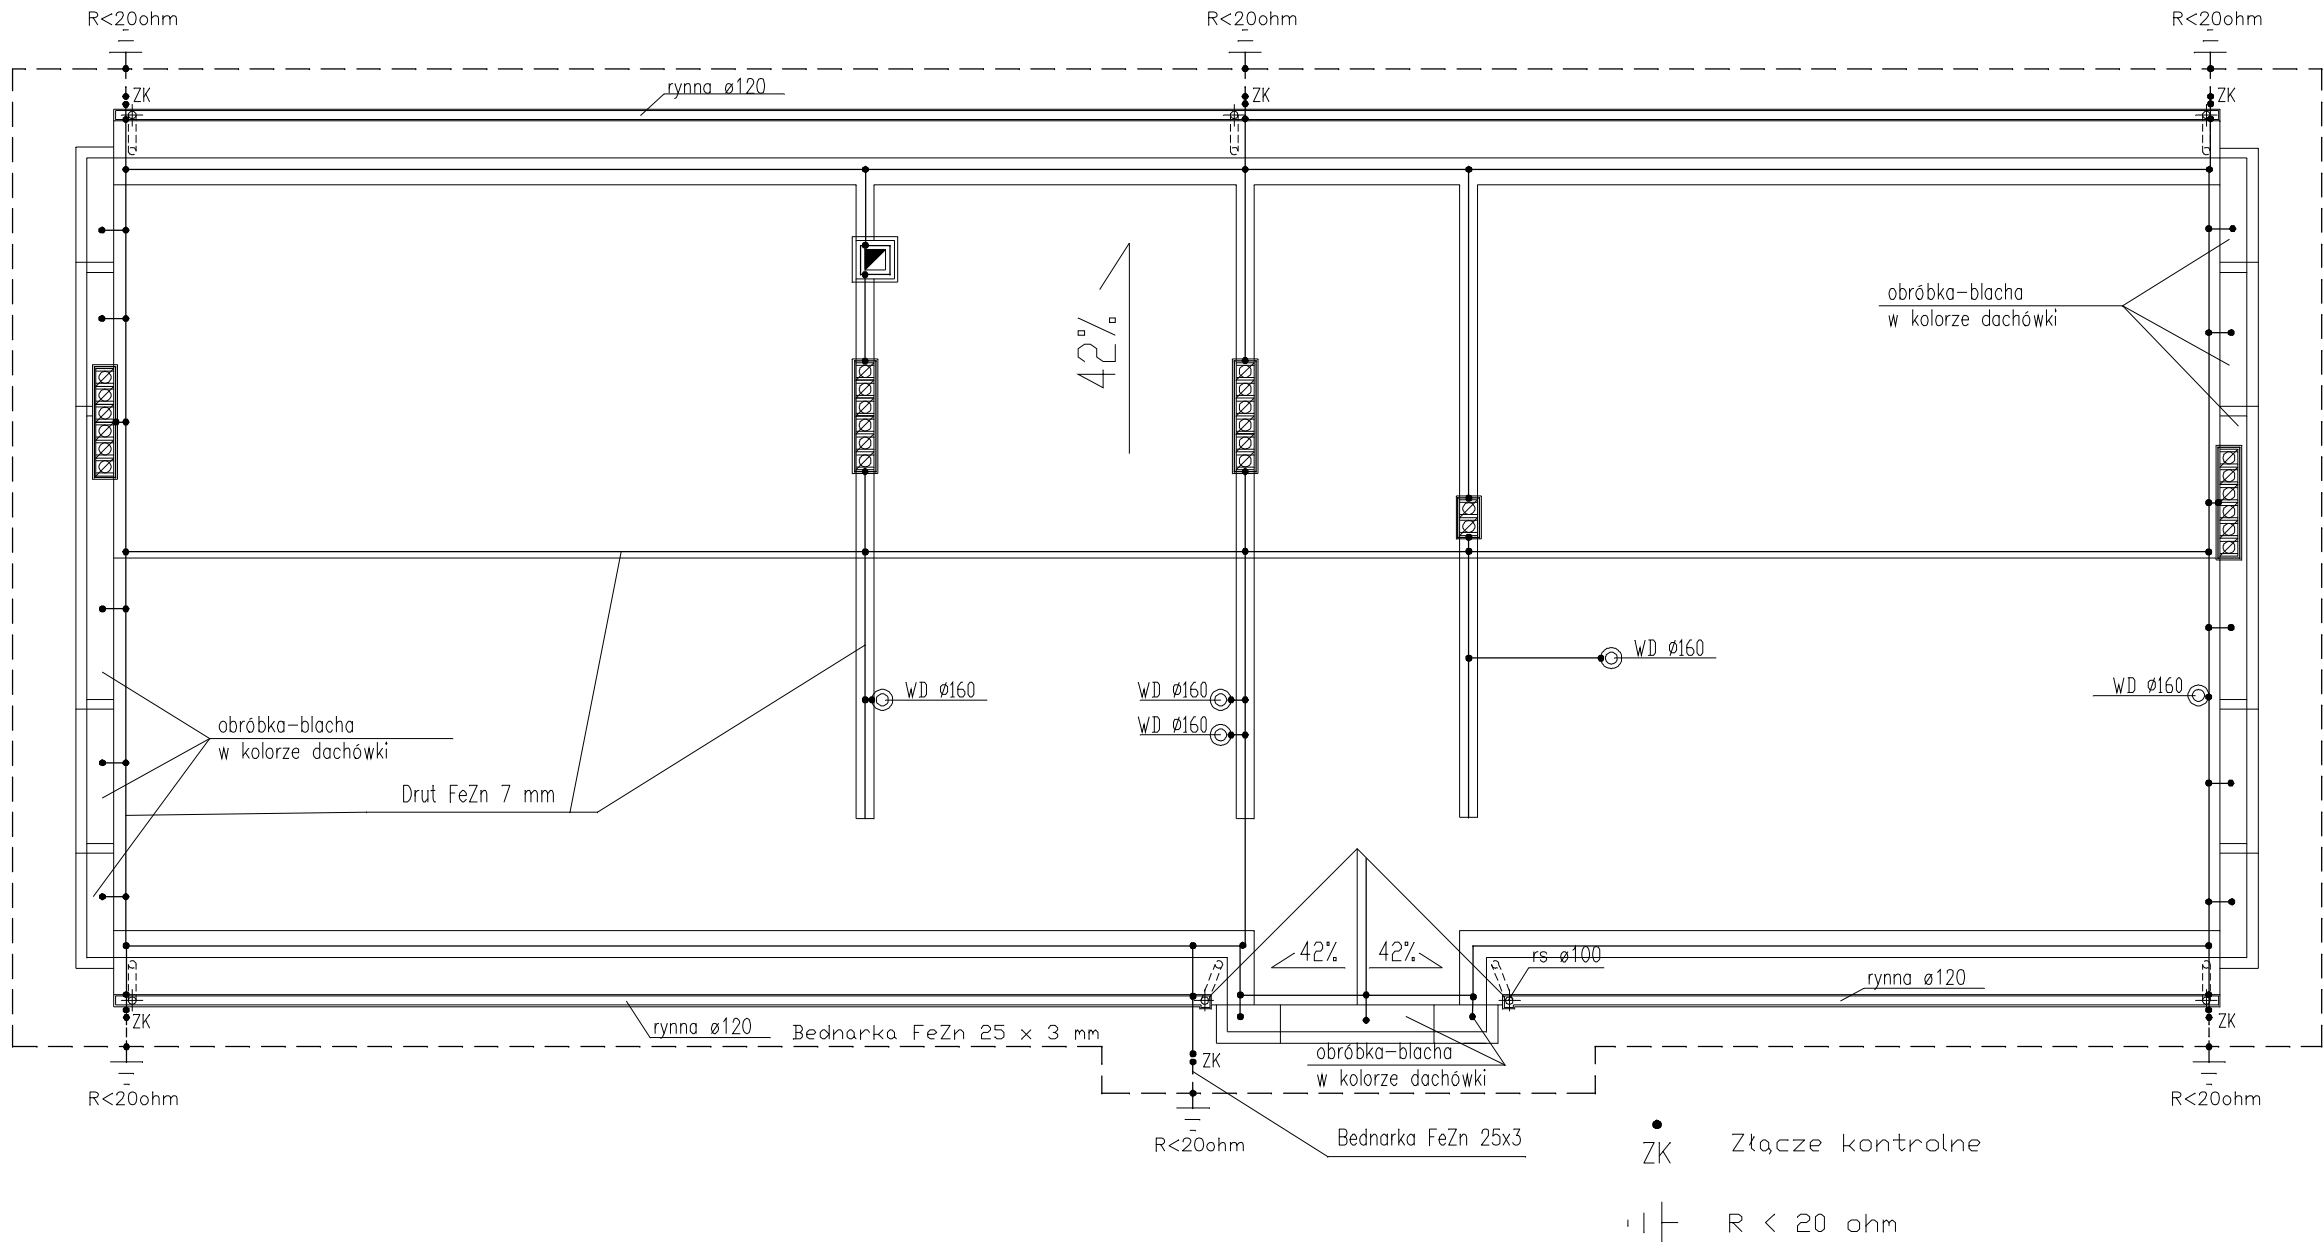 R<20ohm
R<20ohm
R<20ohm
ZK
rynna ø120
ZK
ZK
42%
obróbka-blacha
w kolorze dachówki
WD ø160
WD ø160
WD ø160
WD ø160
WD ø160
obróbka-blacha
w kolorze dachówki
Drut FeZn 7 mm
42%
42%
rs ø100
rynna ø120
ZK
rynna ø120
Bednarka FeZn 25 x 3 mm
ZK
ZK
obróbka-blacha
w kolorze dachówki
R<20ohm
R<20ohm
R<20ohm
Bednarka FeZn 25x3
ZK
Złącze kontrolne
R < 20 ohm